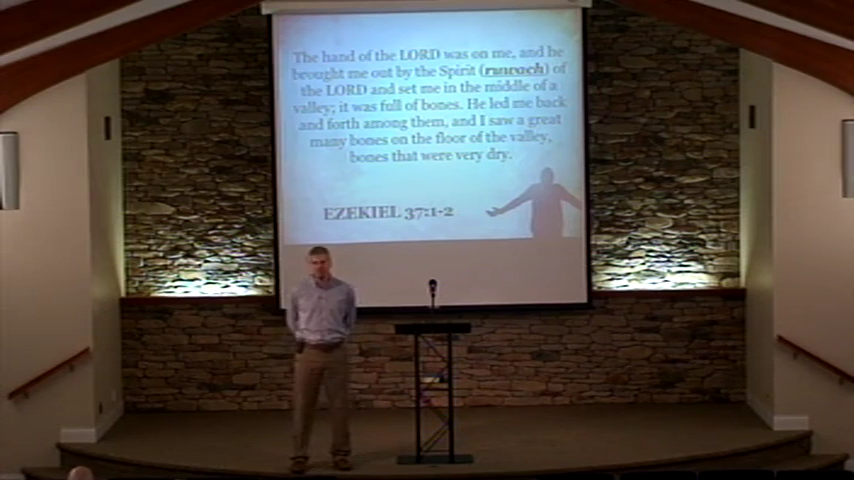 The hand of the LORD was on me, and he
brought me out by the Spirit (ruwach) of
the LORD and set me in the middle of a
valley; it was full of bones. He led me back
and forth among them, and I saw a great
many bones on the floor of the valley,
bones that were very dry.
EZEKIEL 37:1-2